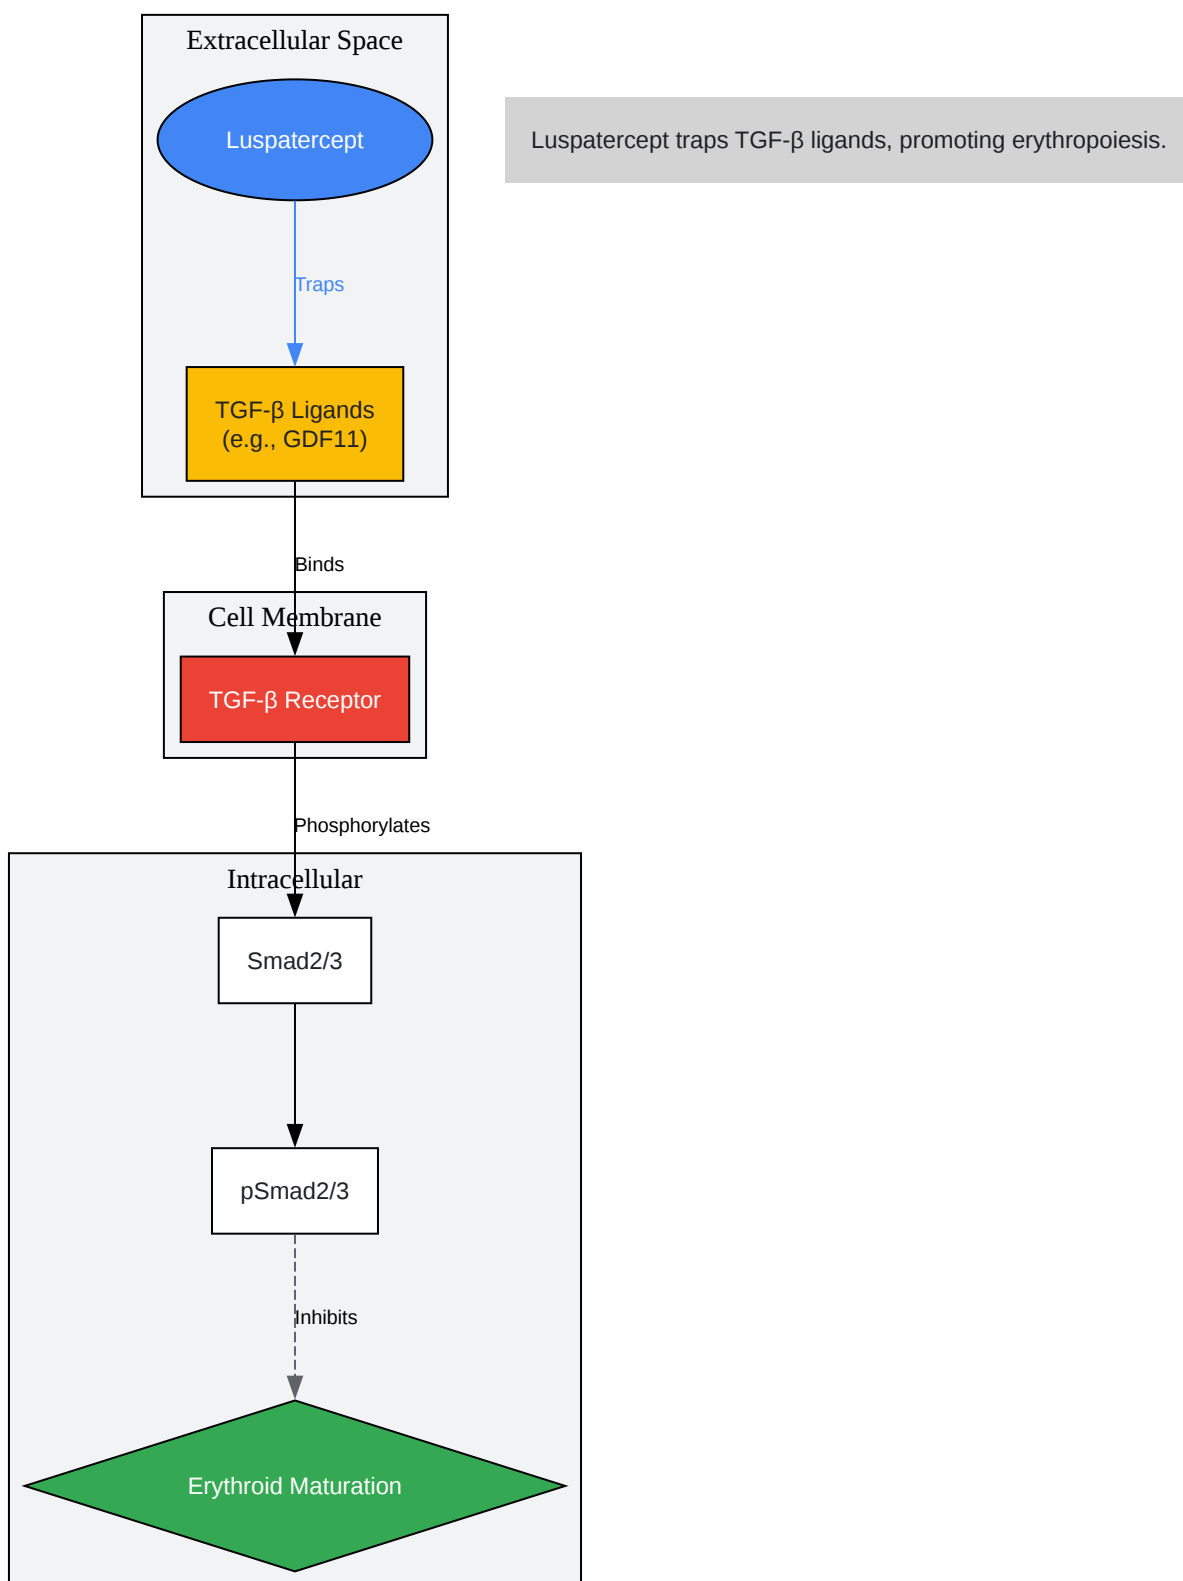 Extracellular Space
Luspatercept
Luspatercept traps TGF-β ligands, promoting erythropoiesis.
Traps
TGF-β Ligands
(e.g., GDF11)
Binds
Cell Membrane
TGF-β Receptor
Phosphorylates
Intracellular
Smad2/3
pSmad2/3
Inhibits
Erythroid Maturation